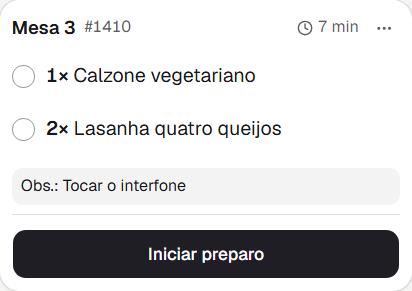 Mesa 3 #1410 7 min
1× Calzone vegetariano
2× Lasanha quatro queijos
Obs.: Tocar o interfone
Iniciar preparo